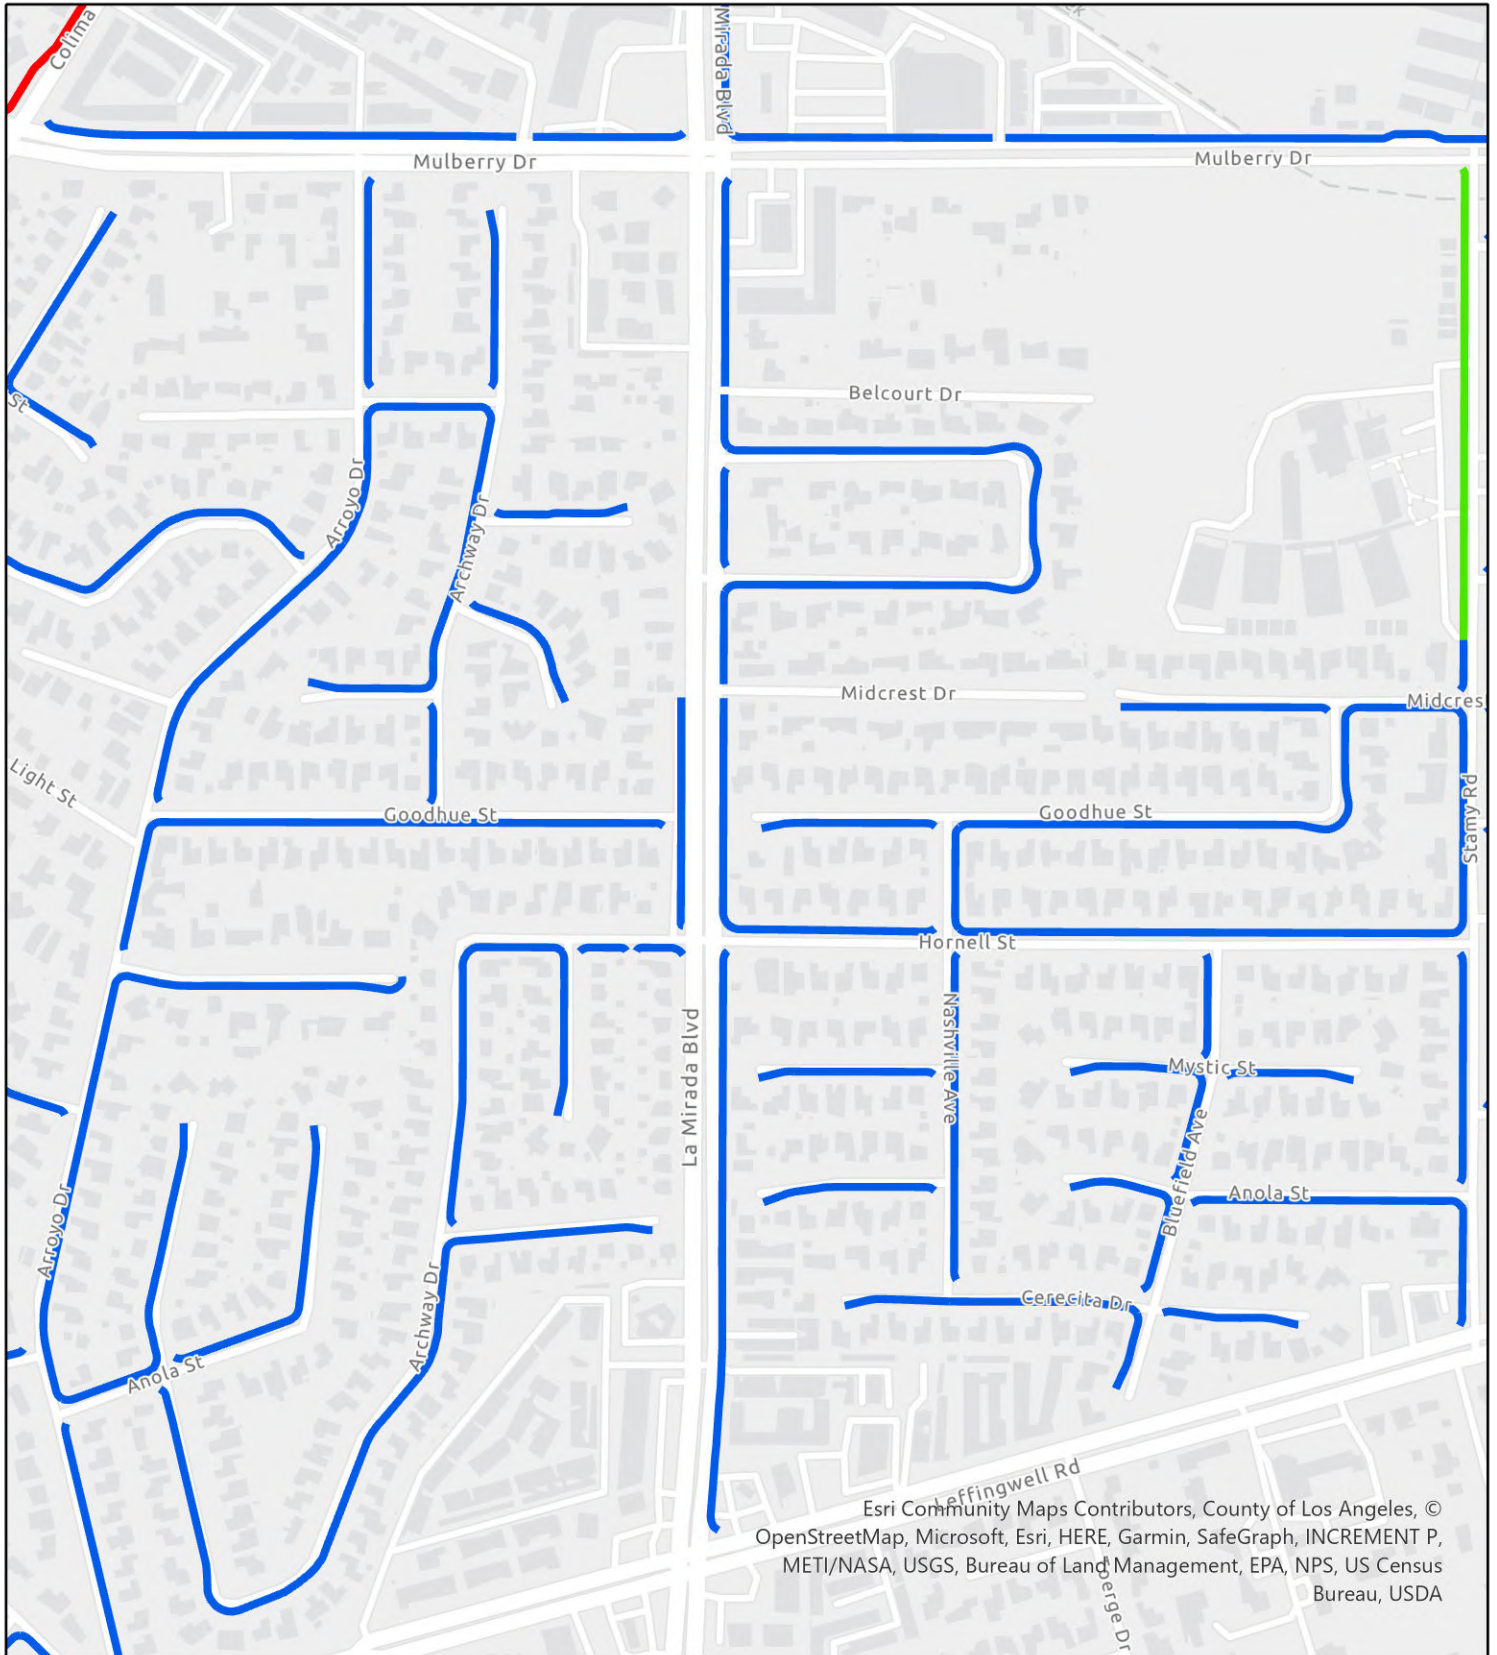 Colima
Mirada Blvd
Mulberry Dr
Mulberry Dr
St
Belcourt Dr
Arroyo Dr
Archway Dr
Midcrest Dr
Midcres
Light St
Goodhue St
Goodhue St
Stamy Rd
Hornell St
Nashville Ave
La Mirada Blvd
Mystic St
Bluefield Ave
Anola St
Arroyo Dr
Archway Dr
Cerecita Dr
Anola St
Leffingwell Rd
Esri Community Maps Contributors, County of Los Angeles, ©
OpenStreetMap, Microsoft, Esri, HERE, Garmin, SafeGraph, INCREMENT P,
METI/NASA, USGS, Bureau of Land Management, EPA, NPS, US Census
Bureau, USDA